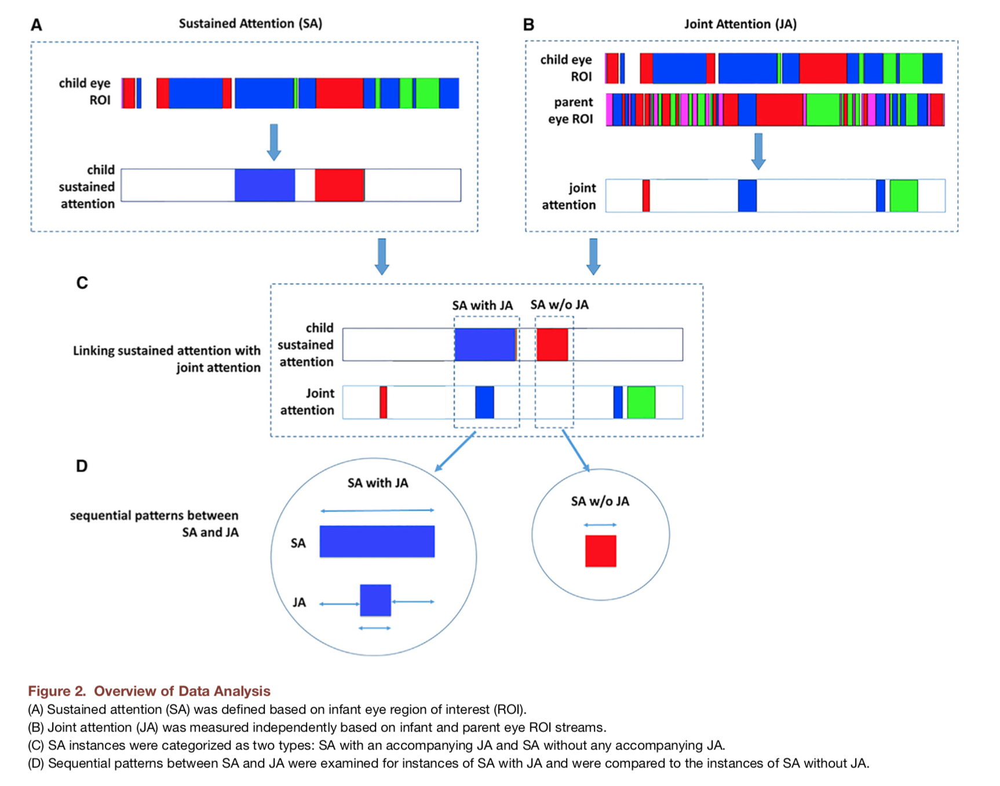 A
Sustained Attention (SA)
child eye
ROI
child
sustained
attention
B
Joint Attention (JA)
child eye
ROI
parent
eye ROI
joint
attention
C
SA with JA
SA w/o JA
child
sustained
attention
Linking sustained attention with
joint attention
Joint
attention
D
SA with JA
SA w/o JA
sequential patterns between
SA and JA
SA
JA
Figure 2. Overview of Data Analysis
(A) Sustained attention (SA) was defined based on infant eye region of interest (ROI).
(B) Joint attention (JA) was measured independently based on infant and parent eye ROI streams.
(C) SA instances were categorized as two types: SA with an accompanying JA and SA without any accompanying JA.
(D) Sequential patterns between SA and JA were examined for instances of SA with JA and were compared to the instances of SA without JA.